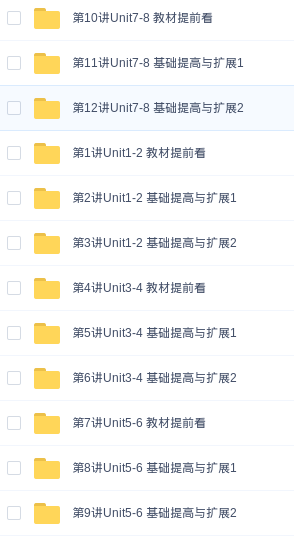 第10讲Unit7-8 教材提前看
第11讲Unit7-8 基础提高与扩展1
第12讲Unit7-8 基础提高与扩展2
第1讲Unit1-2 教材提前看
第2讲Unit1-2 基础提高与扩展1
第3讲Unit1-2 基础提高与扩展2
第4讲Unit3-4 教材提前看
第5讲Unit3-4 基础提高与扩展1
第6讲Unit3-4 基础提高与扩展2
第7讲Unit5-6 教材提前看
第8讲Unit5-6 基础提高与扩展1
第9讲Unit5-6 基础提高与扩展2